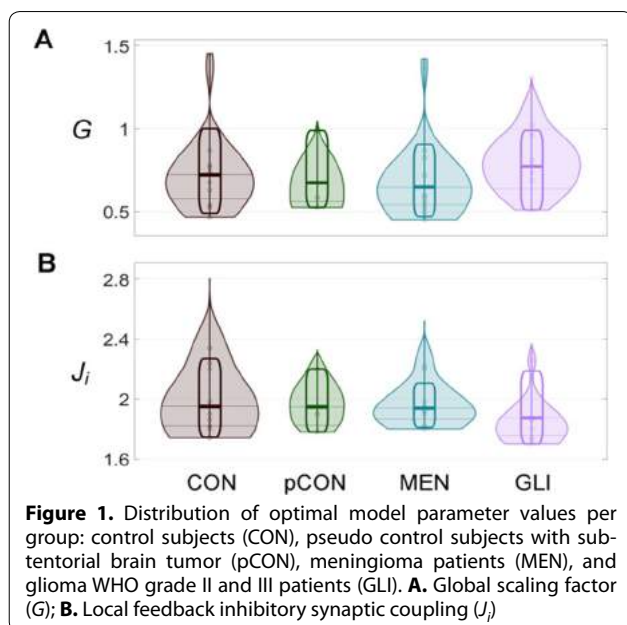 A
1.5
G
1
0.5
B
2.8
2.4
J_i
2
1.6
CON pCON MEN GLI
Figure 1. Distribution of optimal model parameter values per
group: control subjects (CON), pseudo control subjects with sub-
tentorial brain tumor (pCON), meningioma patients (MEN), and
glioma WHO grade II and III patients (GLI). A. Global scaling factor
(G); B. Local feedback inhibitory synaptic coupling (J_i)